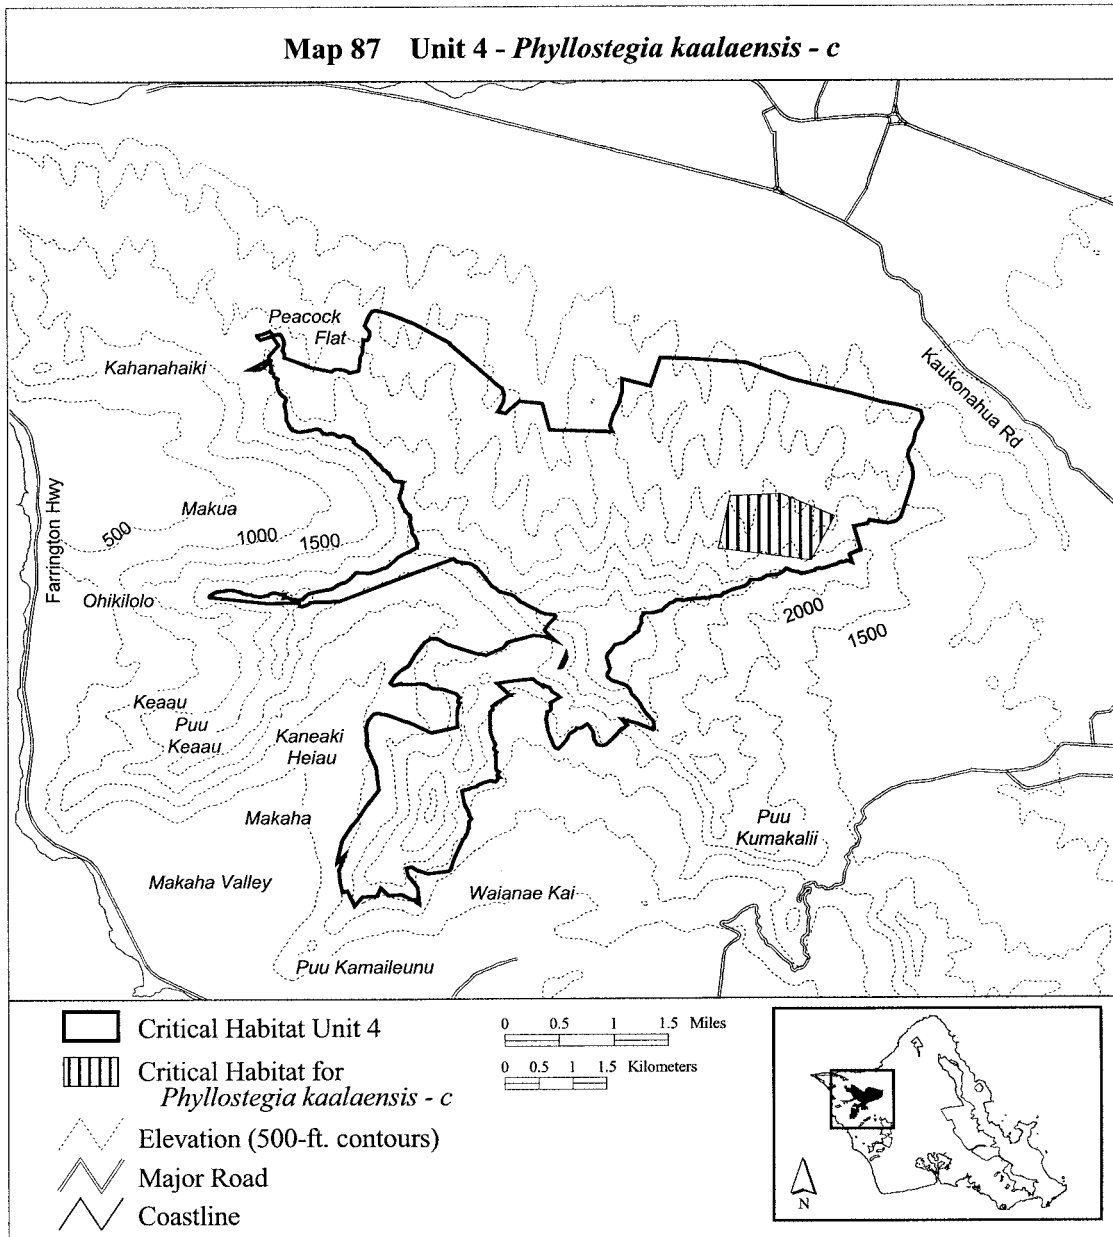 Map 87 Unit 4 - Phyllostegia kaalaensis - c
Peacock
Flat
Kahanahaiki
Kaukonahua Rd
Farrington Hwy
Makua
500
1000
1500
Ohikilolo
2000
1500
Keaau
Puu
Keaau
Kaneaki
Heiau
Makaha
Puu
Kumakalii
Makaha Valley
Waianae Kai
Puu Kamaileunu
Critical Habitat Unit 4
Critical Habitat for
Phyllostegia kaalaensis - c
Elevation (500-ft. contours)
Major Road
Coastline
0 0.5 1 1.5 Miles
0 0.5 1 1.5 Kilometers
N